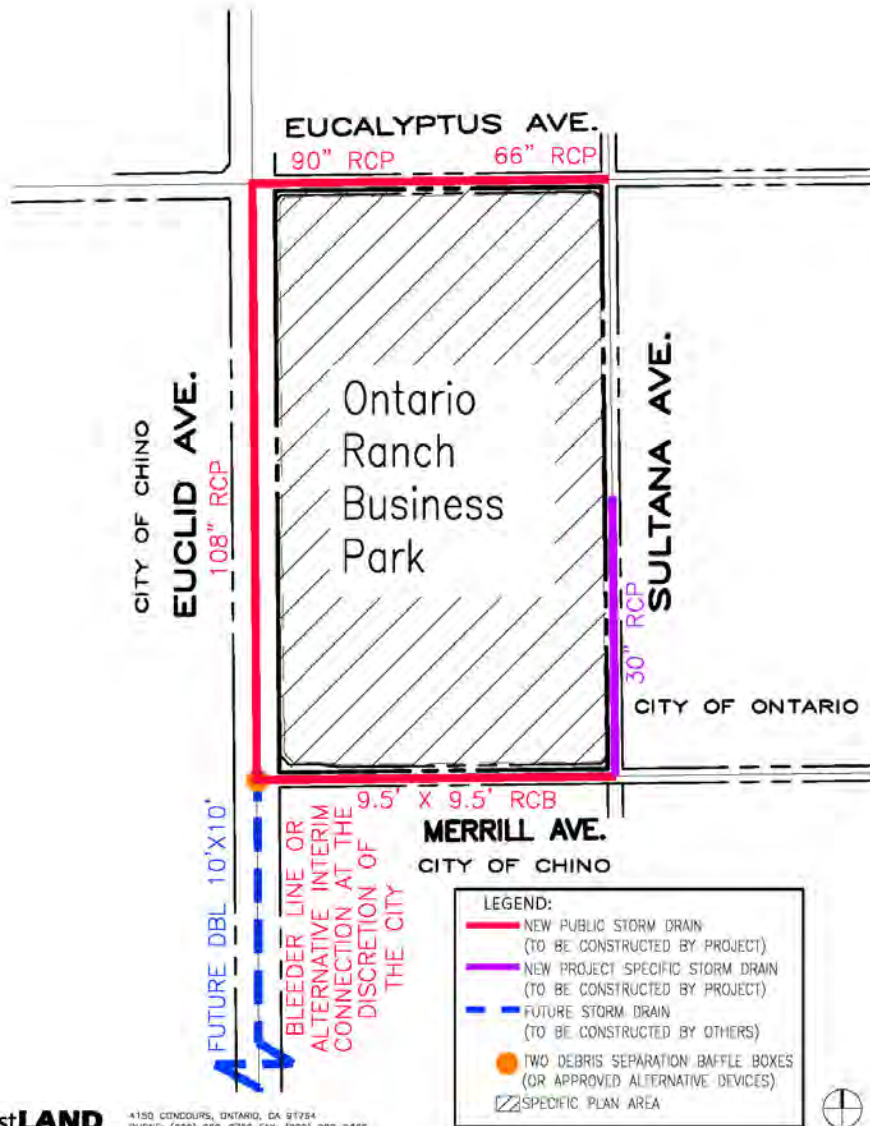 EUCALYPTUS AVE.
90" RCP 66" RCP
CITY OF CHINO
EUCLID AVE.
108" RCP
Ontario
Ranch
Business
Park
SULTANA AVE.
30" RCP
CITY OF ONTARIO
9.5' X 9.5' RCB
MERRILL AVE.
CITY OF CHINO
FUTURE DBL 10'X10'
BLEEDER LINE OR
ALTERNATIVE INTERIM
CONNECTION AT THE
DISCRETION OF
THE CITY
LEGEND:
NEW PUBLIC STORM DRAIN
(TO BE CONSTRUCTED BY PROJECT)
NEW PROJECT SPECIFIC STORM DRAIN
(TO BE CONSTRUCTED BY PROJECT)
FUTURE STORM DRAIN
(TO BE CONSTRUCTED BY OTHERS)
TWO DEBRIS SEPARATION BAFFLE BOXES
(OR APPROVED ALTERNATIVE DEVICES)
SPECIFIC PLAN AREA
stLAND
4150 CONCOURS, ONTARIO, CA 91764